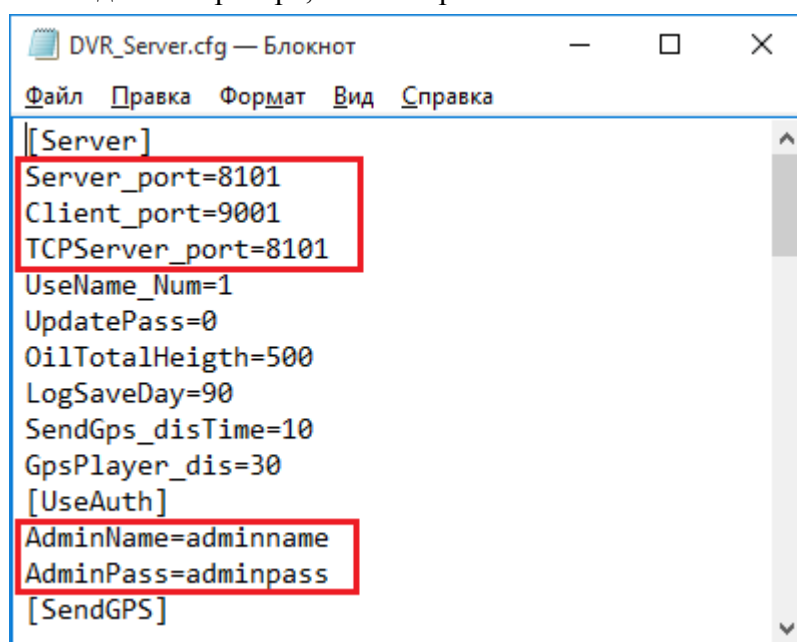 DVR_Server.cfg — Блокнот
Файл Правка Формат Вид Справка
[Server]
Server_port=8101
Client_port=9001
TCPServer_port=8101
UseName_Num=1
UpdatePass=0
OilTotalHeigth=500
LogSaveDay=90
SendGps_disTime=10
GpsPlayer_dis=30
[UseAuth]
AdminName=adminname
AdminPass=adminpass
[SendGPS]